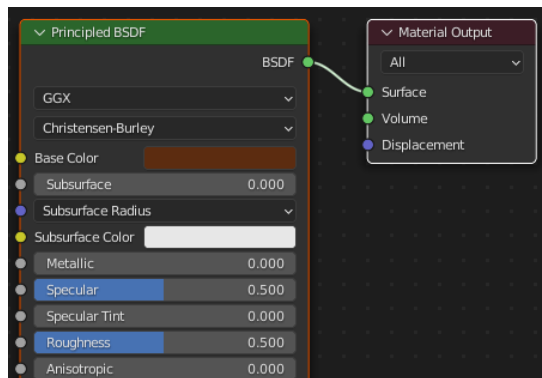 Principled BSDF
BSDF
GGX
Christensen-Burley
Base Color
Subsurface 0.000
Subsurface Radius
Subsurface Color
Metallic 0.000
Specular 0.500
Specular Tint 0.000
Roughness 0.500
Anisotropic 0.000
Material Output
All
Surface
Volume
Displacement